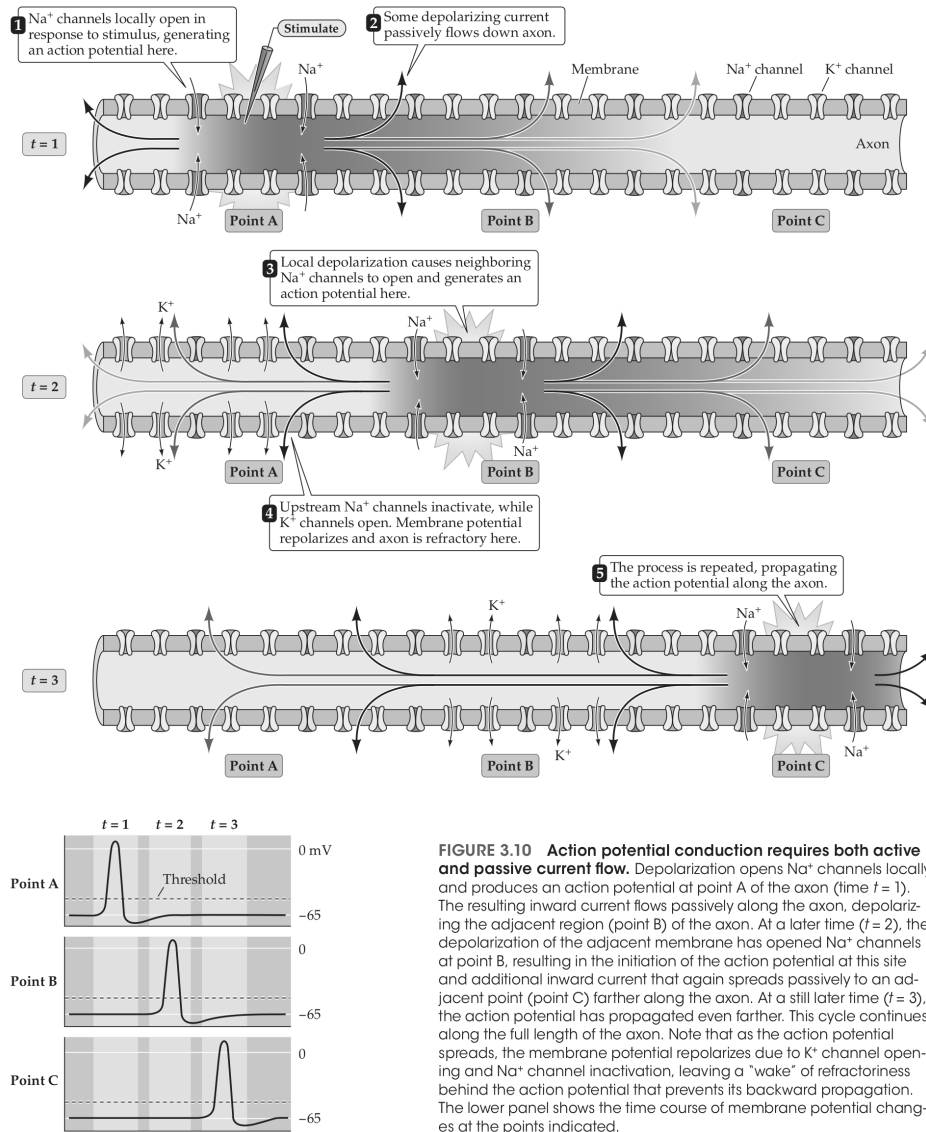 1 Na⁺ channels locally open in
response to stimulus, generating
an action potential here.
Stimulate
2 Some depolarizing current
passively flows down axon.
Na⁺
Membrane
Na⁺ channel
K⁺ channel
t = 1
Axon
Na⁺
Point A
Point B
Point C
3 Local depolarization causes neighboring
Na⁺ channels to open and generates an
action potential here.
K⁺
Na⁺
t = 2
K⁺
Na⁺
Point A
Point B
Point C
4 Upstream Na⁺ channels inactivate, while
K⁺ channels open. Membrane potential
repolarizes and axon is refractory here.
5 The process is repeated, propagating
the action potential along the axon.
K⁺
Na⁺
t = 3
K⁺
Na⁺
Point A
Point B
Point C
t = 1 t = 2 t = 3
0 mV
Point A
Threshold
–65
0
Point B
–65
0
Point C
–65
FIGURE 3.10 Action potential conduction requires both active
and passive current flow. Depolarization opens Na⁺ channels locally
and produces an action potential at point A of the axon (time t = 1).
The resulting inward current flows passively along the axon, depolariz-
ing the adjacent region (point B) of the axon. At a later time (t = 2), the
depolarization of the adjacent membrane has opened Na⁺ channels
at point B, resulting in the initiation of the action potential at this site
and additional inward current that again spreads passively to an ad-
jacent point (point C) farther along the axon. At a still later time (t = 3),
the action potential has propagated even farther. This cycle continues
along the full length of the axon. Note that as the action potential
spreads, the membrane potential repolarizes due to K⁺ channel open-
ing and Na⁺ channel inactivation, leaving a "wake" of refractoriness
behind the action potential that prevents its backward propagation.
The lower panel shows the time course of membrane potential chang-
es at the points indicated.